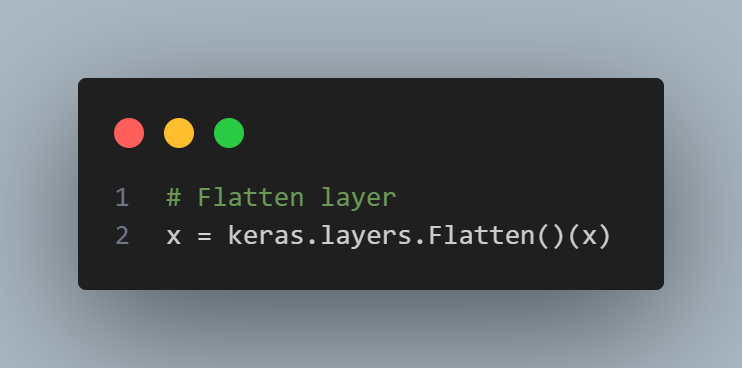 1 # Flatten layer
2 x = keras.layers.Flatten()(x)